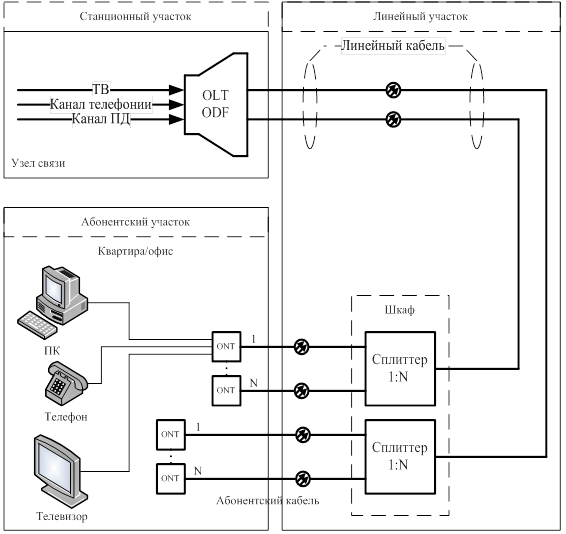 Станционный участок
Линейный участок
Линейный кабель
ТВ
Канал телефонии
Канал ПД
OLT
ODF
Узел связи
Абонентский участок
Квартира/офис
ПК
Телефон
Телевизор
ONT
1
ONT
N
ONT
1
ONT
N
Абонентский кабель
Шкаф
Сплиттер
1:N
Сплиттер
1:N